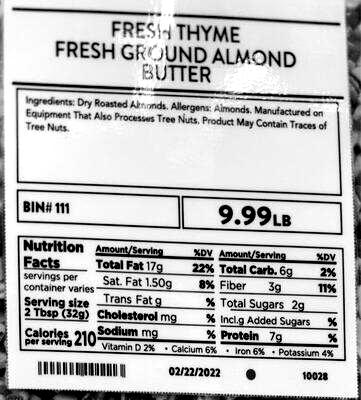 FRESH THYME
FRESH GROUND ALMOND
BUTTER
Ingredients: Dry Roasted Almonds. Allergens: Almonds. Manufactured on
Equipment That Also Processes Tree Nuts, Product May Contain Traces of
Tree Nuts.
BIN# 111
9.99LB
Nutrition
Facts
servings per
container varies
Serving size
2 Tbsp (32g)
Calories
per serving 210
Amount/Serving %DV
Total Fat 17g 22%
Sat. Fat 1.50g 8%
Trans Fat g %
Cholesterol mg %
Sodium mg %
Amount/Serving %DV
Total Carb. 6g 2%
Fiber 3g 11%
Total Sugars 2g
Incl.g Added Sugars %
Protein 7g %
Vitamin D 2% • Calcium 6% • Iron 6% • Potassium 4%
02/22/2022
10028